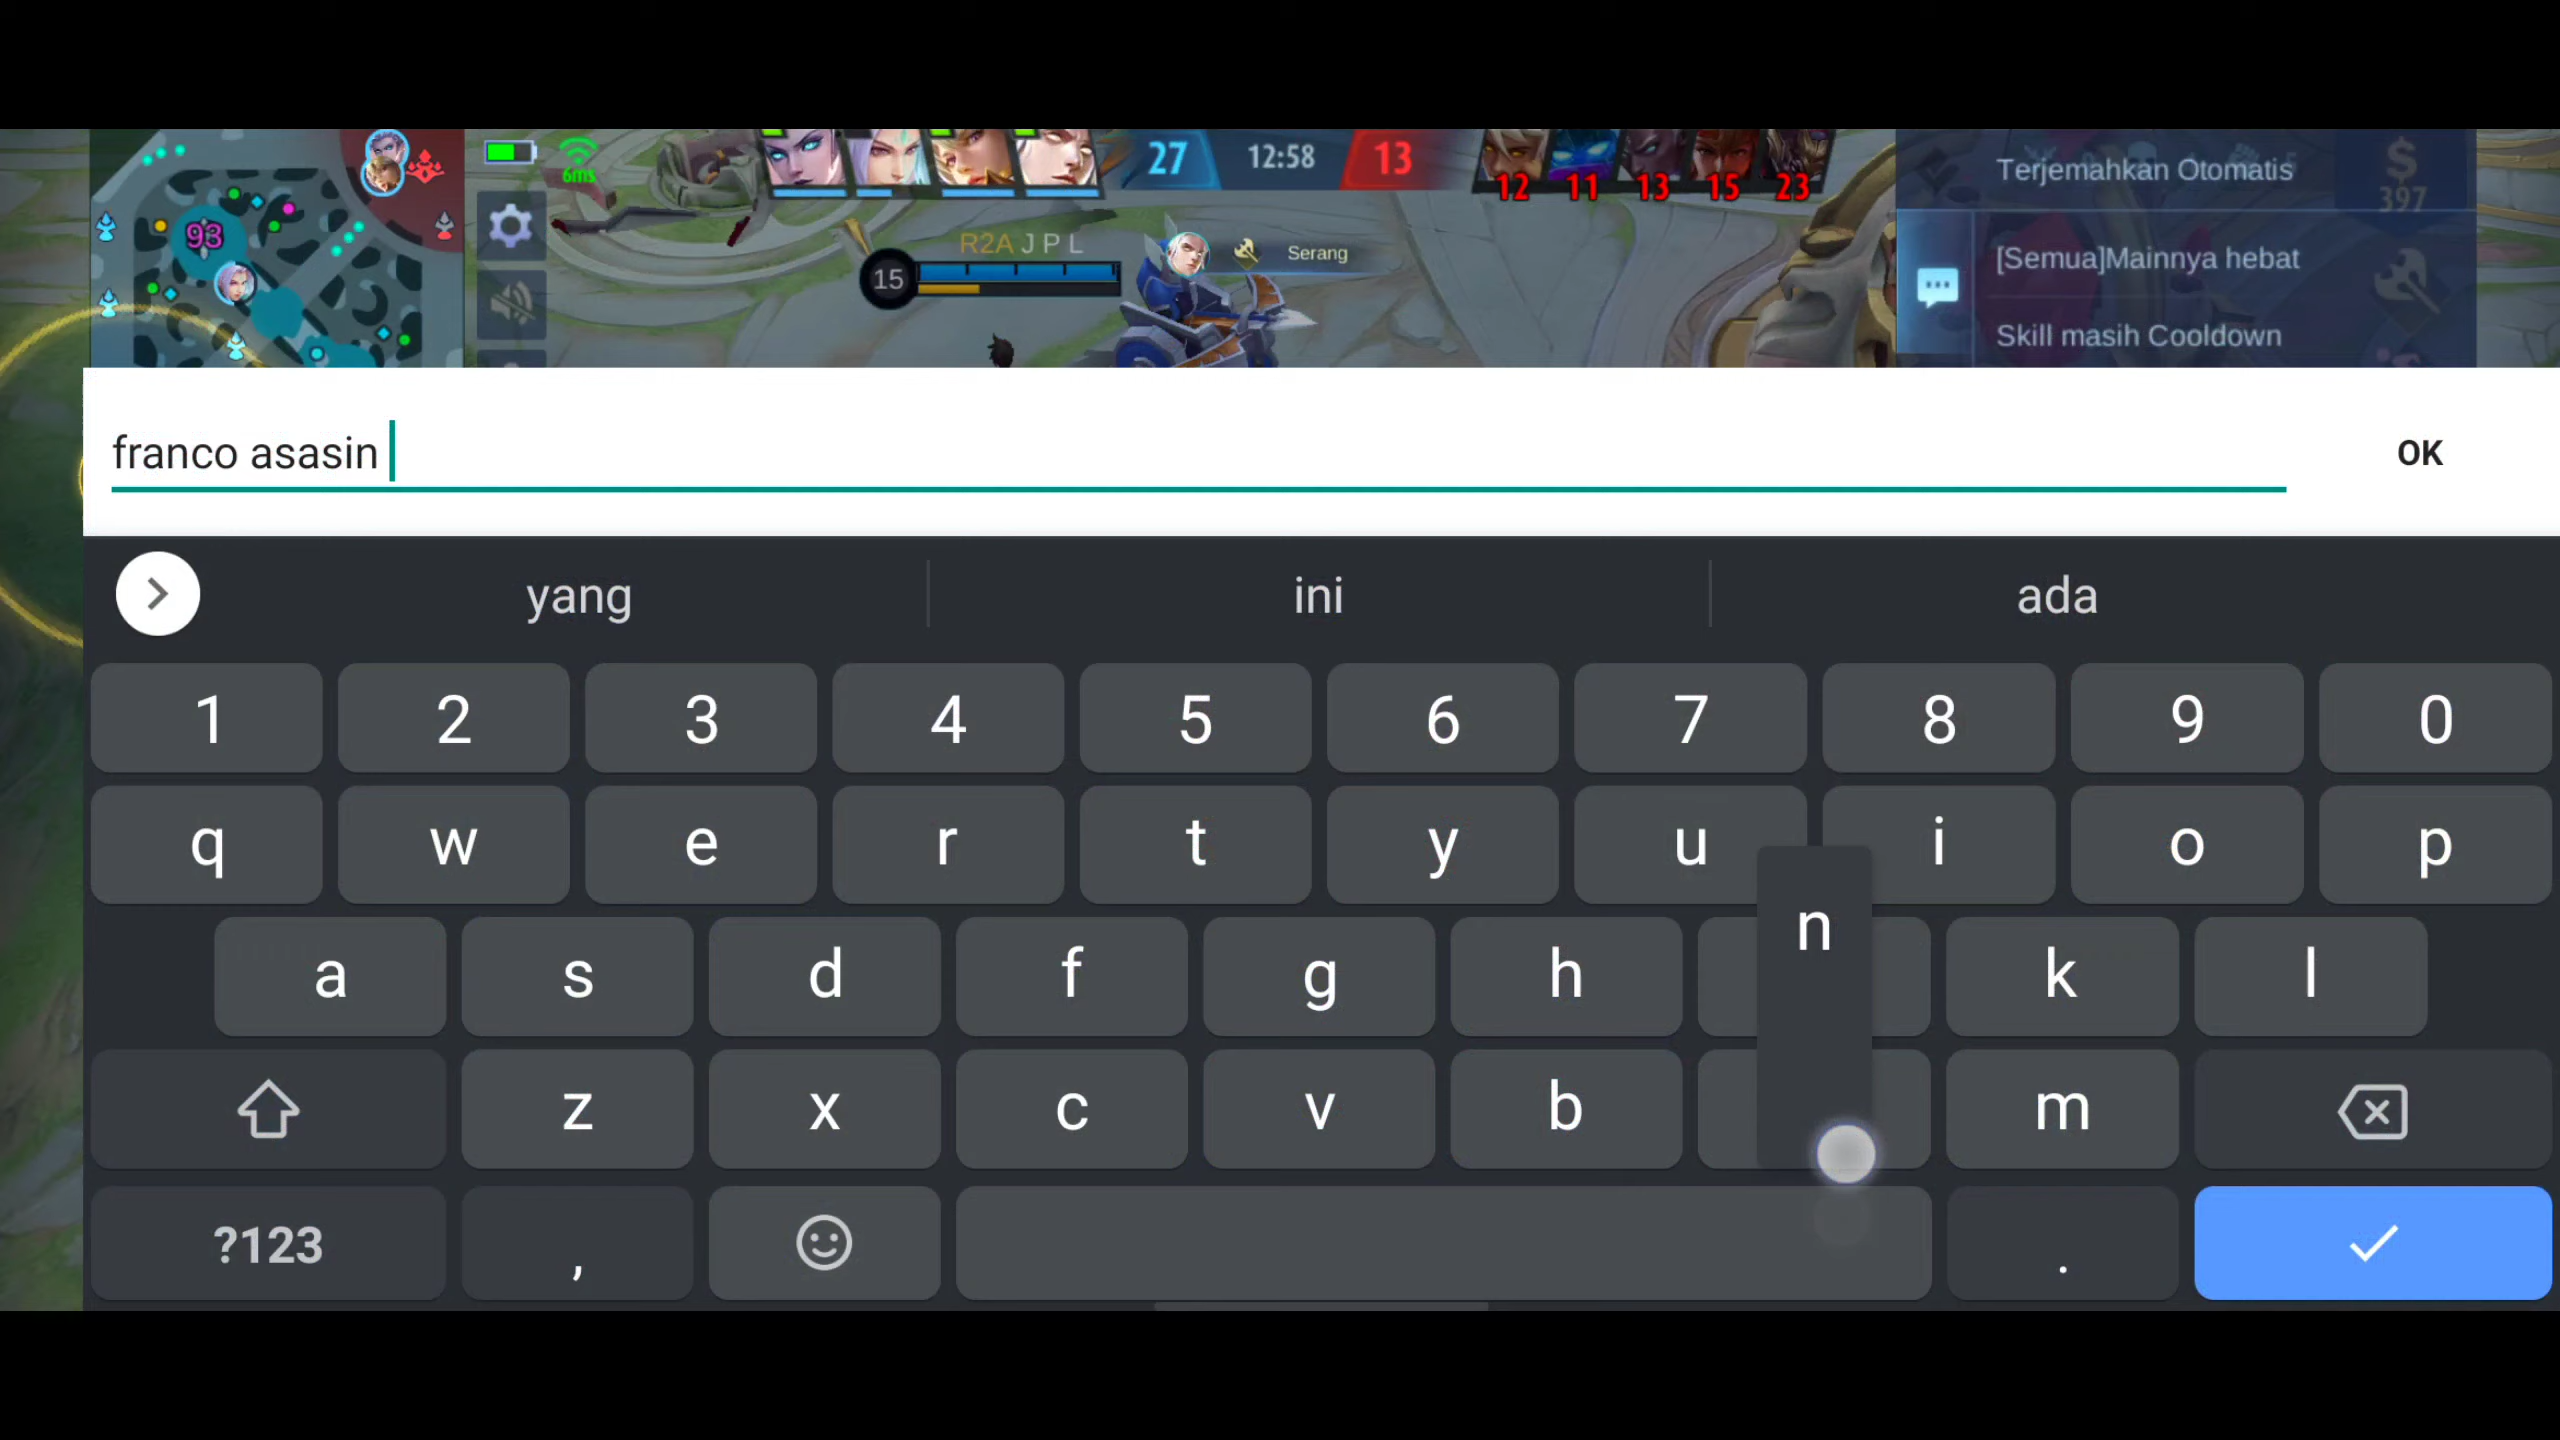 93
6ms
27
12:58
13
12
11
13
15
23
Terjemahkan Otomatis
397
R2A J P L
15
Serang
[Semua]Mainnya hebat
Skill masih Cooldown
franco asasin
OK
yang
ini
ada
1 2 3 4 5 6 7 8 9 0
q w e r t y u i o p
a s d f g h k l
n
z x c v b m
?123 , .